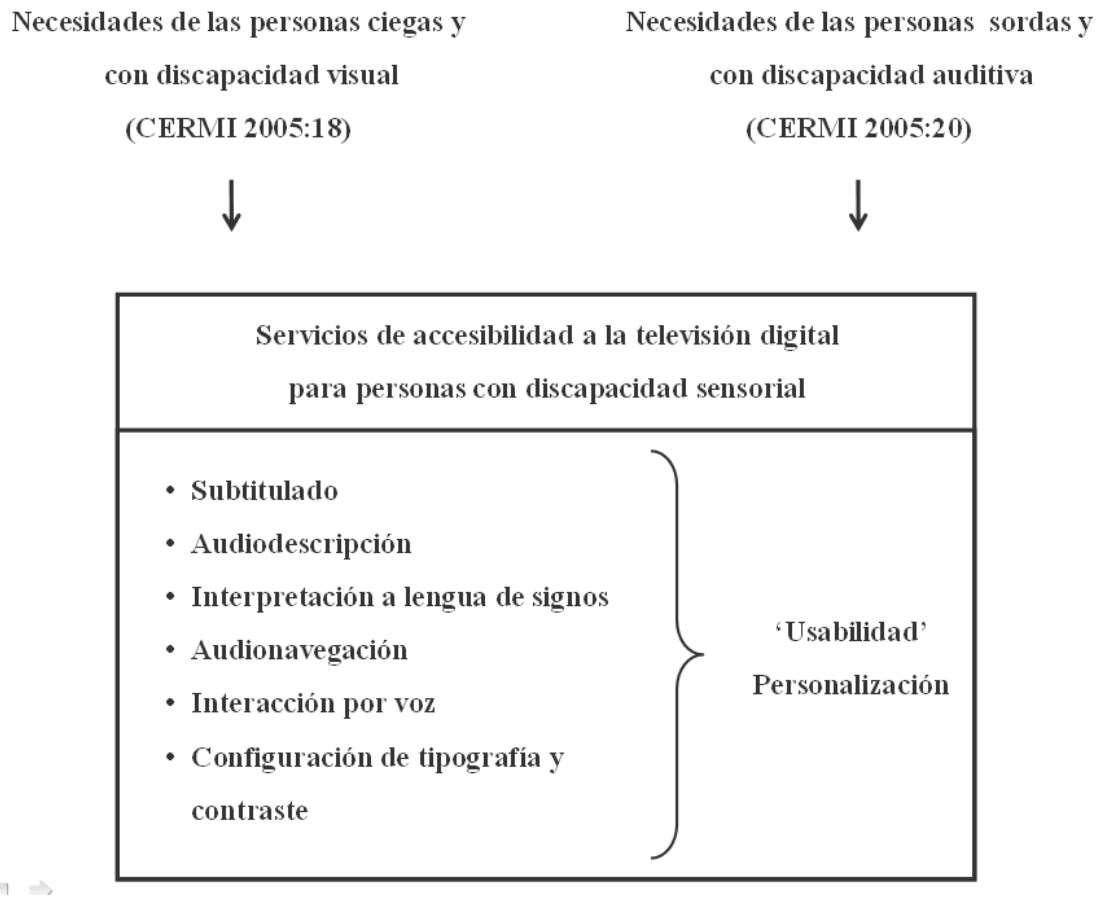 Necesidades de las personas ciegas y
con discapacidad visual
(CERMI 2005:18)
Necesidades de las personas sordas y
con discapacidad auditiva
(CERMI 2005:20)
Servicios de accesibilidad a la televisión digital
para personas con discapacidad sensorial
• Subtitulado
• Audiodescripción
• Interpretación a lengua de signos
• Audionavegación
• Interacción por voz
• Configuración de tipografía y
contraste
‘Usabilidad’
Personalización